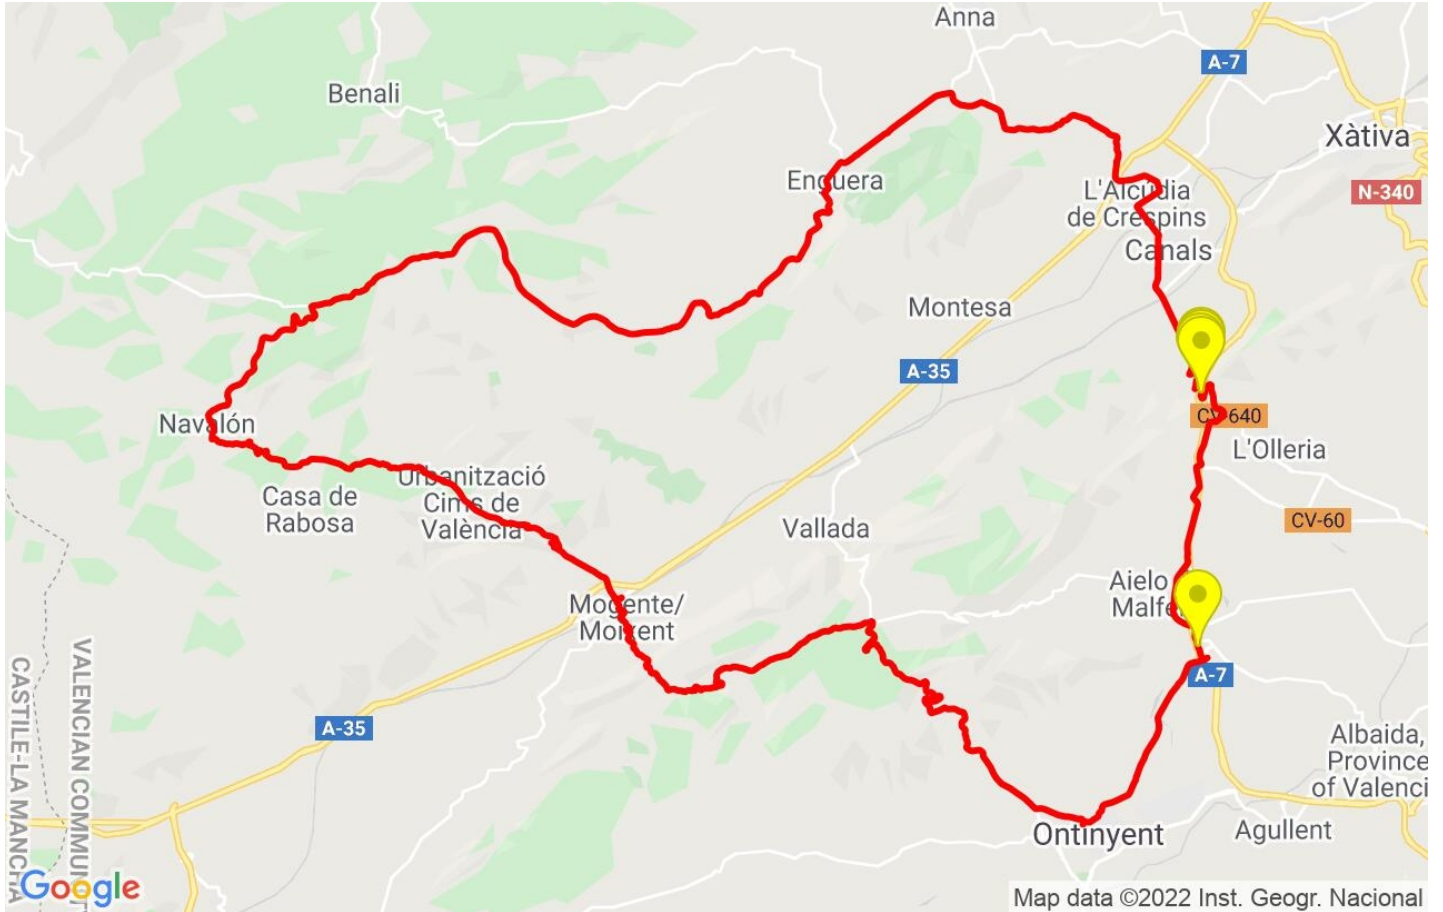 Anna
A-7
Benali
Xàtiva
Enguera
L'Alcúdia
de Crespins
N-340
Canals
Montesa
A-35
Navalón
CV-640
L'Olleria
Urbanització
Cims de
València
Casa de
Rabosa
CV-60
Vallada
Aielo
Malfe
Mogente/
Moixent
A-7
VALENCIAN COMMUN
CASTILE-LA MANCHA
A-35
Albaida,
Province
of Valenci
Ontinyent
Agullent
Google
Map data ©2022 Inst. Geogr. Nacional